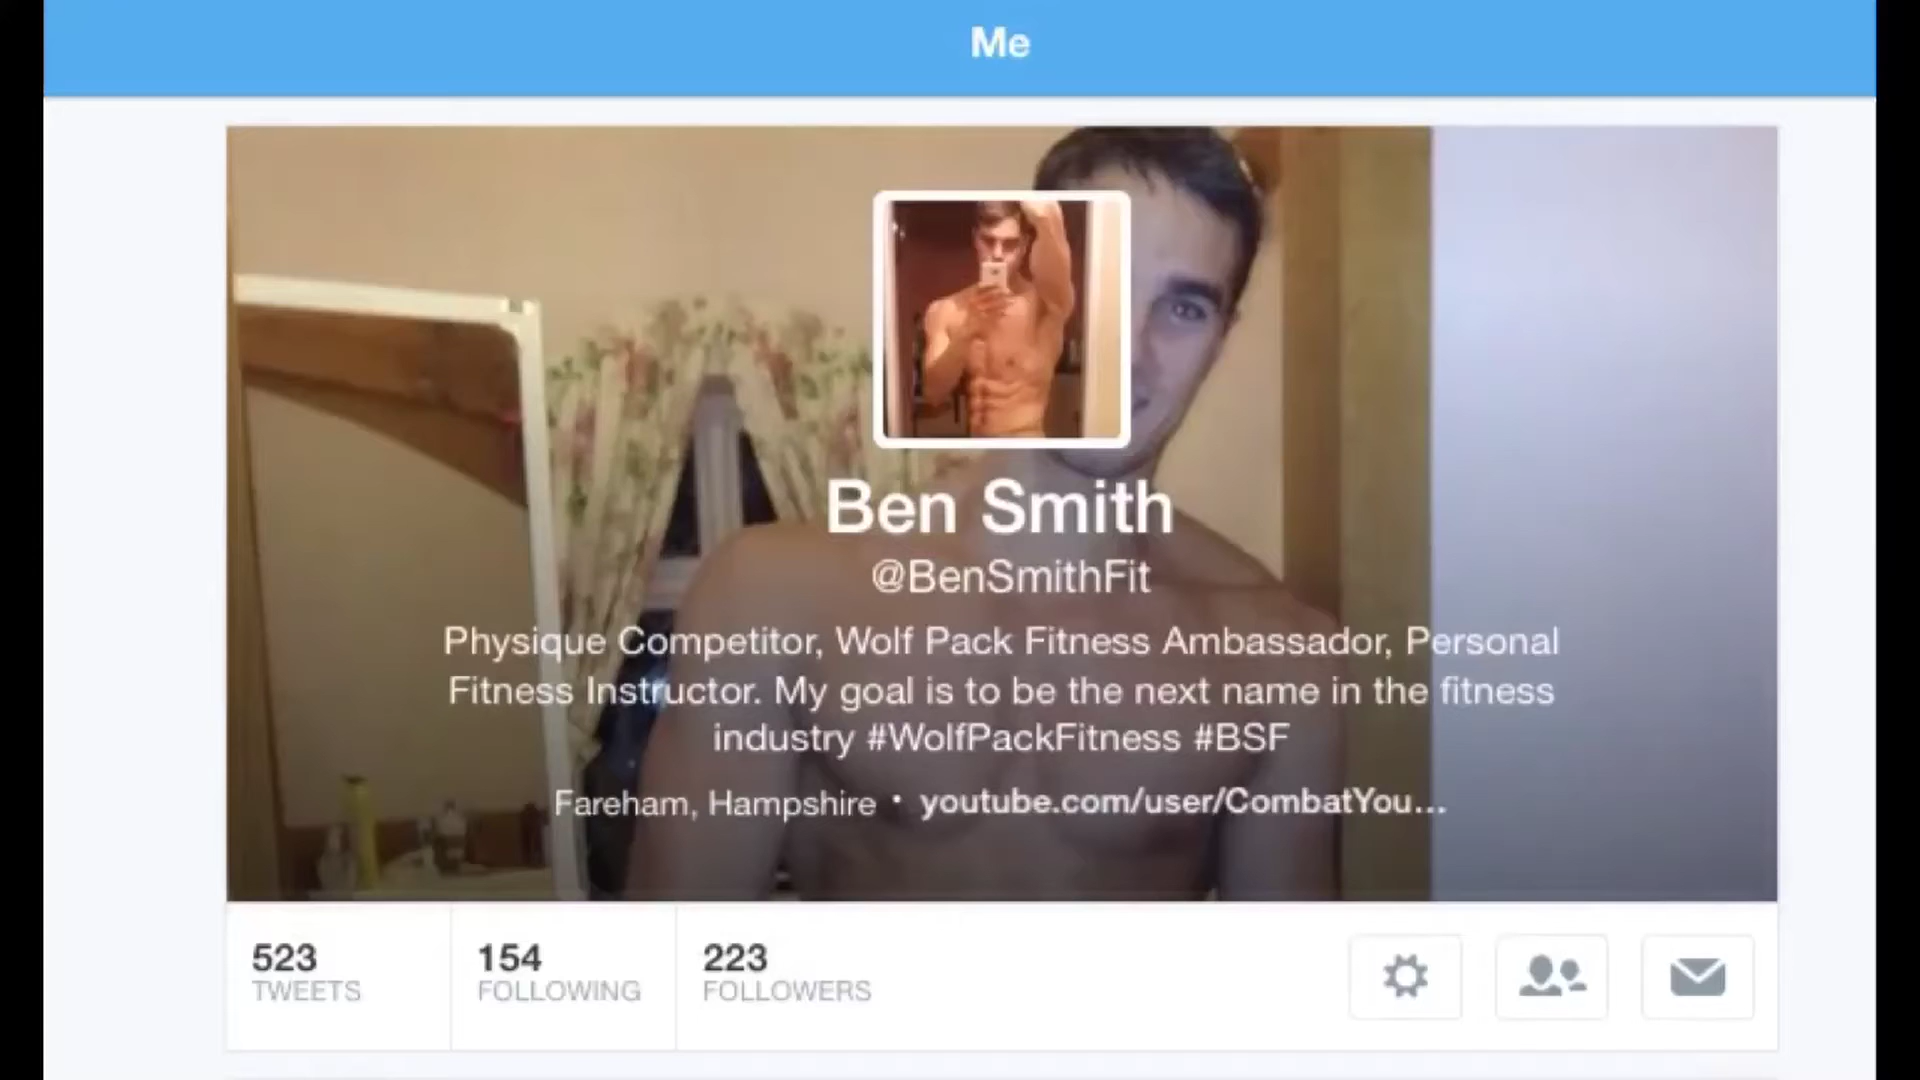 Me
Ben Smith
@BenSmithFit
Physique Competitor, Wolf Pack Fitness Ambassador, Personal
Fitness Instructor. My goal is to be the next name in the fitness
industry #WolfPackFitness #BSF
Fareham, Hampshire • youtube.com/user/CombatYou...
523 154 223
TWEETS FOLLOWING FOLLOWERS